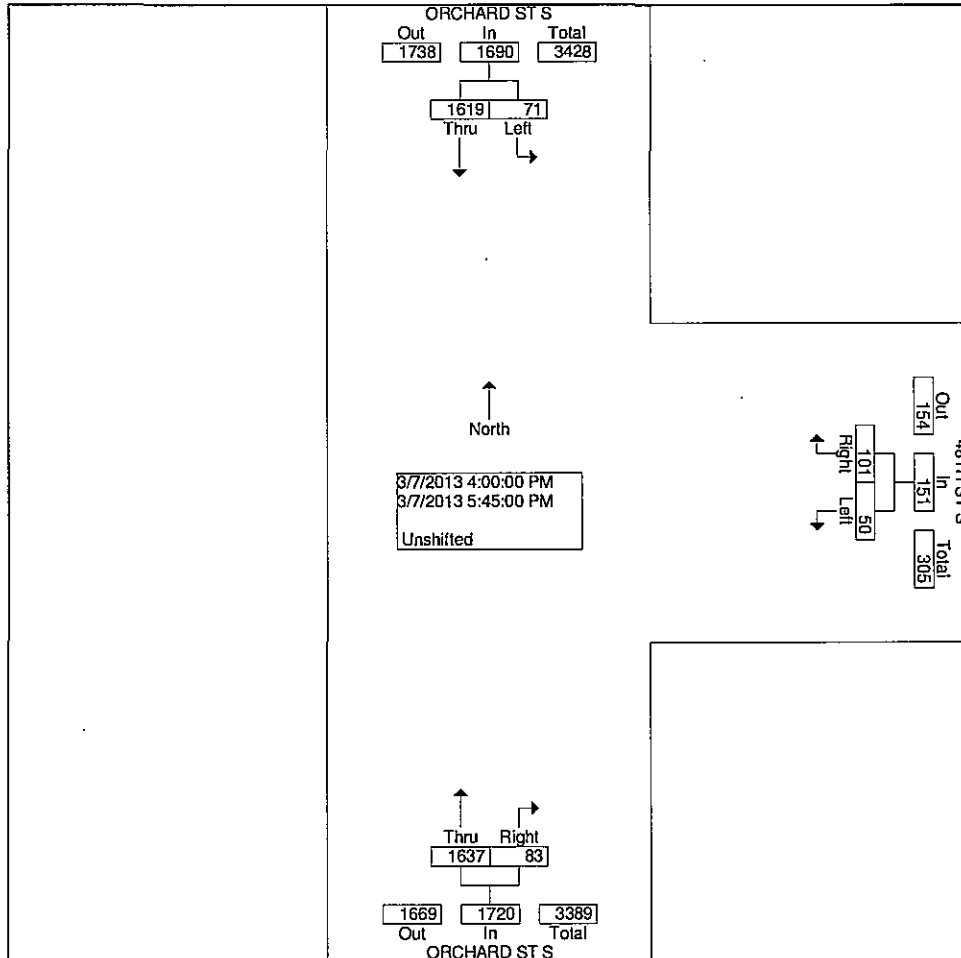 ORCHARD ST S
Out In Total
1738 1690 3428
1619 71
Thru Left
North
3/7/2013 4:00:00 PM
3/7/2013 5:45:00 PM
Unshifted
Out In Total
154 151 305
101 50
Right Left
Thru Right
1637 83
1669 1720 3389
Out In Total
ORCHARD ST S